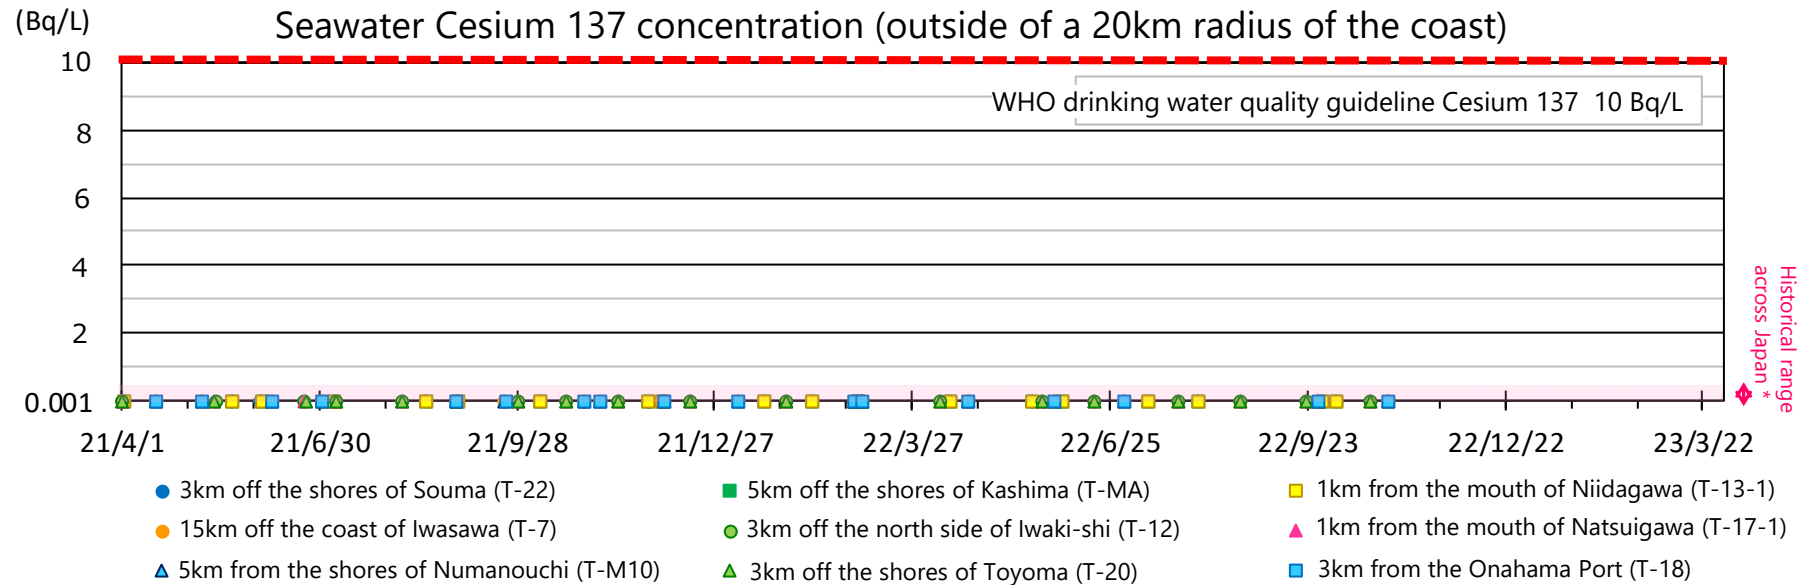 (Bq/L)
Seawater Cesium 137 concentration (outside of a 20km radius of the coast)
10
WHO drinking water quality guideline Cesium 137 10 Bq/L
8
6
4
2
0.001
Historical range
across Japan *
21/4/1 21/6/30 21/9/28 21/12/27 22/3/27 22/6/25 22/9/23 22/12/22 23/3/22
3km off the shores of Souma (T-22)
5km off the shores of Kashima (T-MA)
1km from the mouth of Niidagawa (T-13-1)
15km off the coast of Iwasawa (T-7)
3km off the north side of Iwaki-shi (T-12)
1km from the mouth of Natsuigawa (T-17-1)
5km from the shores of Numanouchi (T-M10)
3km off the shores of Toyoma (T-20)
3km from the Onahama Port (T-18)